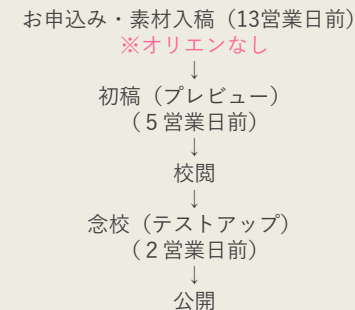 お申込み・素材入稿（13営業日前）
※オリエンなし
↓
初稿（プレビュー）
（５営業日前）
↓
校閲
↓
念校（テストアップ）
（２営業日前）
↓
公開